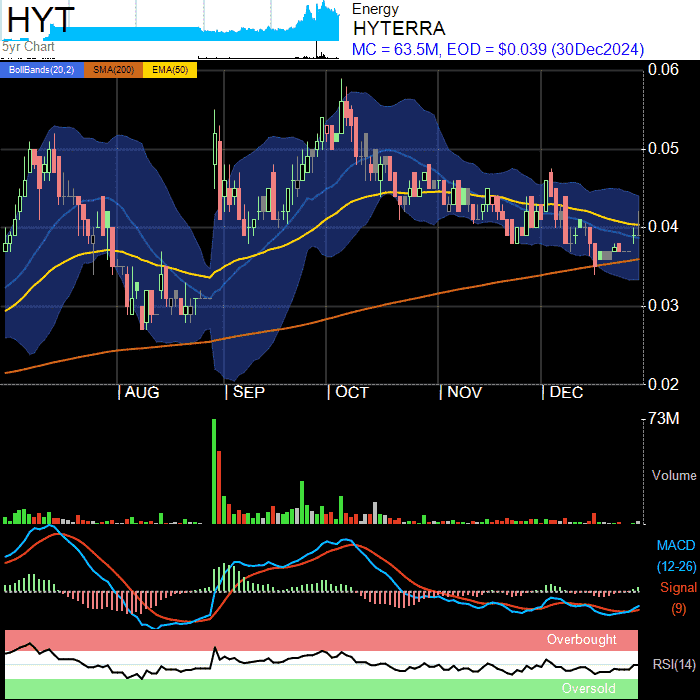 HYT
5yr Chart
Energy
HYTERRA
MC = 63.5M, EOD = $0.039 (30Dec2024)
BollBands(20,2) SMA(200) EMA(50)
0.06
0.05
0.04
0.03
0.02
AUG SEP OCT NOV DEC
73M
Volume
MACD
(12-26)
Signal
(9)
Overbought
RSI(14)
Oversold